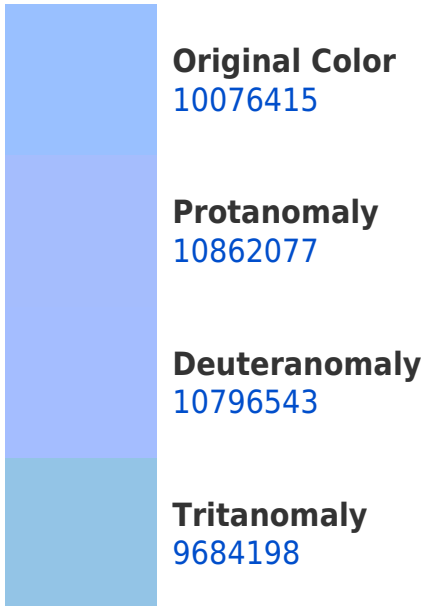 Original Color
10076415
Protanomaly
10862077
Deuteranomaly
10796543
Tritanomaly
9684198